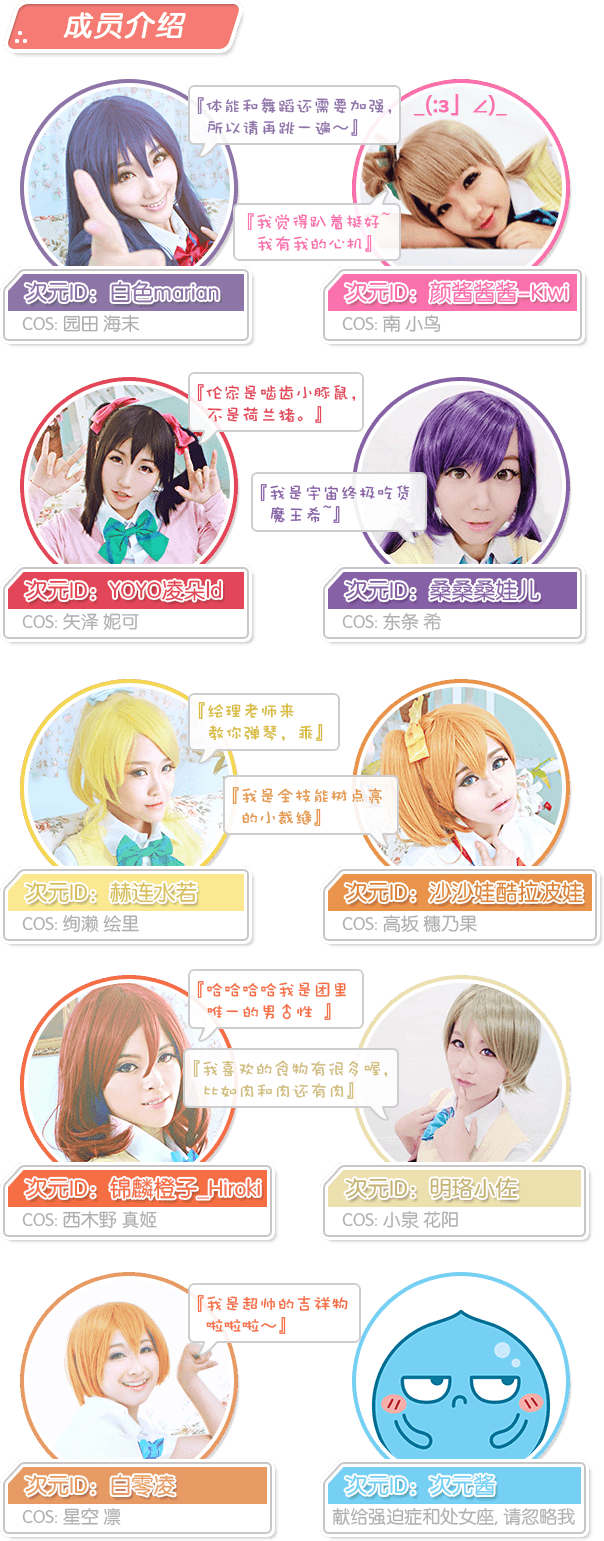 成员介绍
『体能和舞蹈还需要加强，
所以请再跳一遍～』
_(:3」∠)_
『我觉得趴着挺好~
我有我的心机』
次元ID：白色marian
COS: 园田 海末
次元ID：颜酱酱酱-Kiwi
COS: 南 小鸟
『伦家是啮齿小豚鼠，
不是荷兰猪。』
『我是宇宙终极吃货
魔王希~』
次元ID：YOYO凌朵ld
COS: 矢泽 妮可
次元ID：桑桑桑娃儿
COS: 东条 希
『绘理老师来
教你弹琴，乖』
『我是全技能树点亮
的小裁缝』
次元ID：赫连水若
COS: 绚濑 绘里
次元ID：沙沙娃酷拉波娃
COS: 高坂 穗乃果
『哈哈哈哈我是团里
唯一的男性 』
『我喜欢的食物有很多喔，
比如肉和肉还有肉』
次元ID：锦麟橙子_Hiroki
COS: 西木野 真姬
次元ID：明珞小佐
COS: 小泉 花阳
『我是超帅的吉祥物
啦啦啦～』
次元ID：白零凌
COS: 星空 凛
次元ID：次元酱
献给强迫症和处女座, 请忽略我